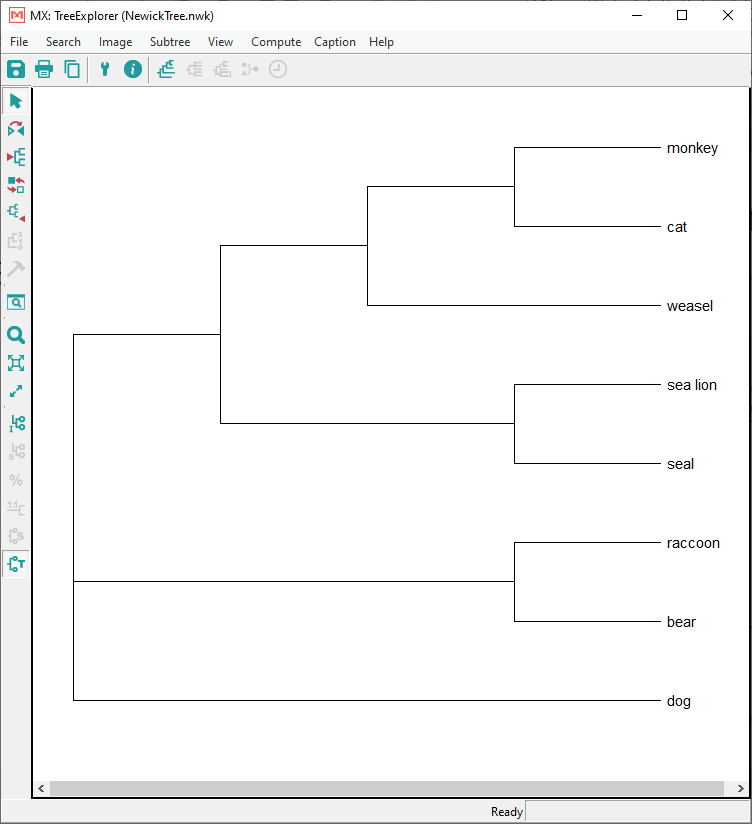 MX: TreeExplorer (NewickTree.nwk)
File Search Image Subtree View Compute Caption Help
monkey
cat
weasel
sea lion
seal
raccoon
bear
dog
Ready